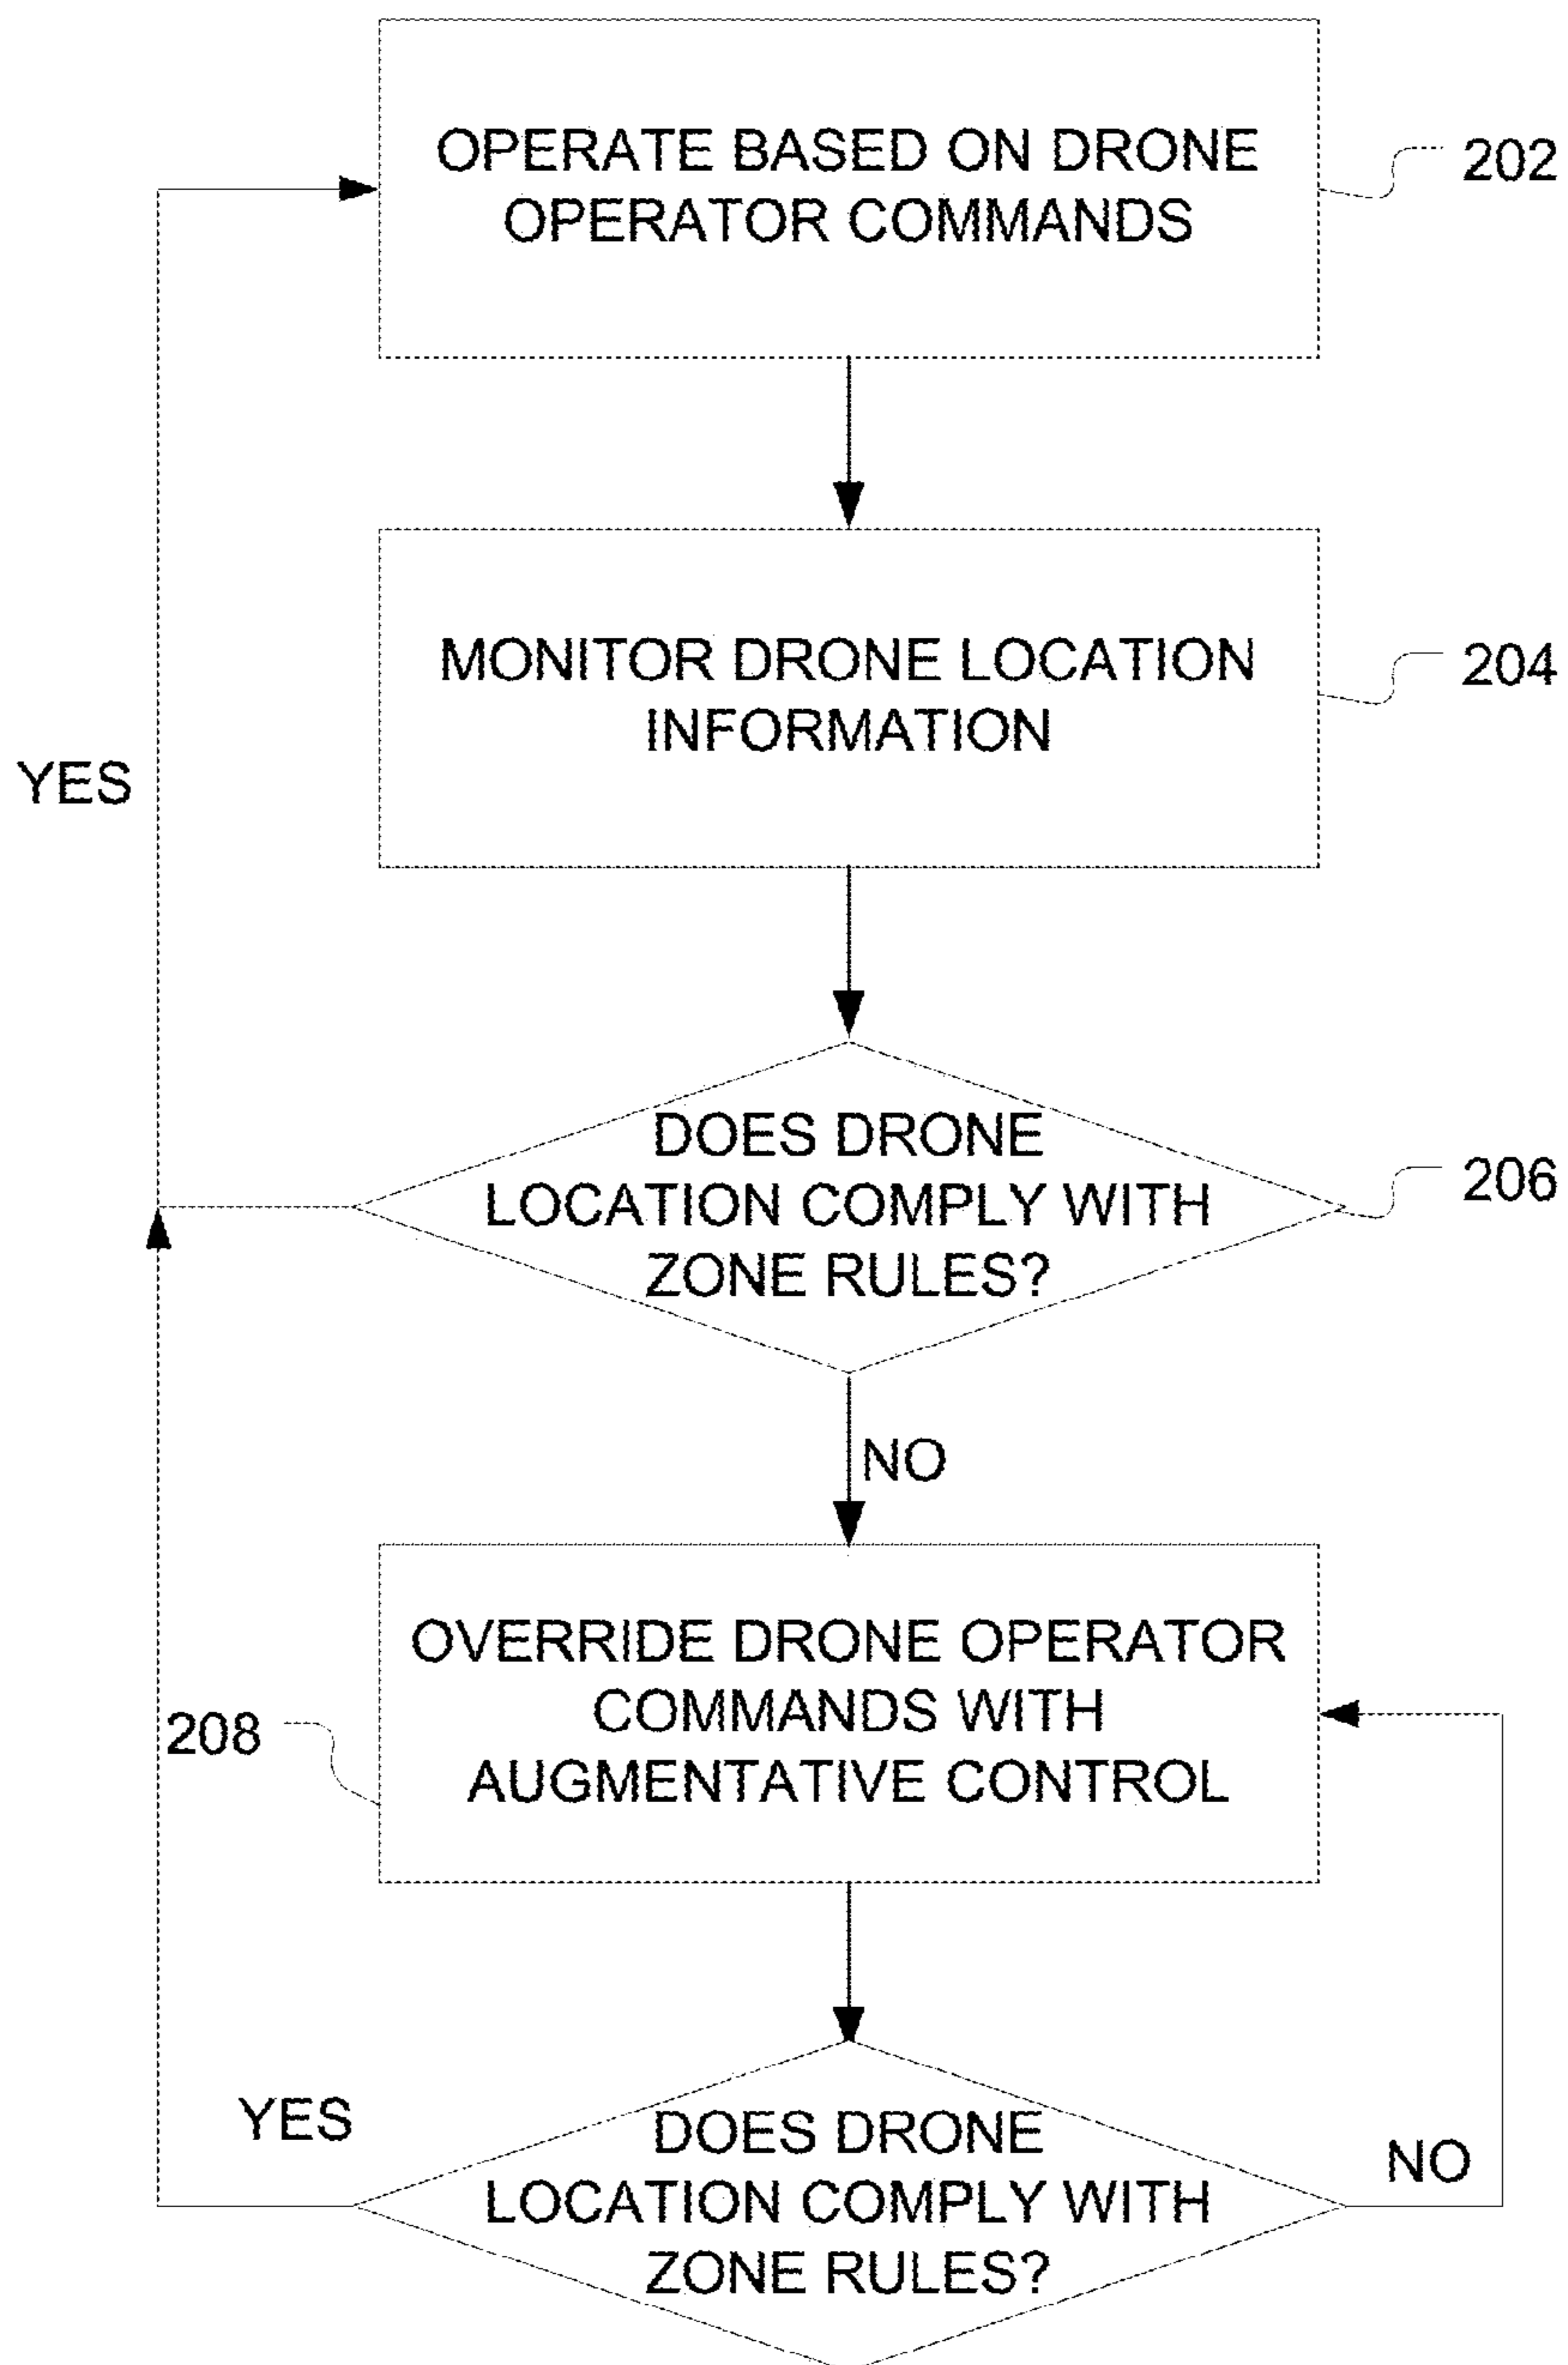 OPERATE BASED ON DRONE
OPERATOR COMMANDS
202
MONITOR DRONE LOCATION
INFORMATION
204
YES
DOES DRONE
LOCATION COMPLY WITH
ZONE RULES?
206
NO
OVERRIDE DRONE OPERATOR
COMMANDS WITH
AUGMENTATIVE CONTROL
208
YES
DOES DRONE
LOCATION COMPLY WITH
ZONE RULES?
NO